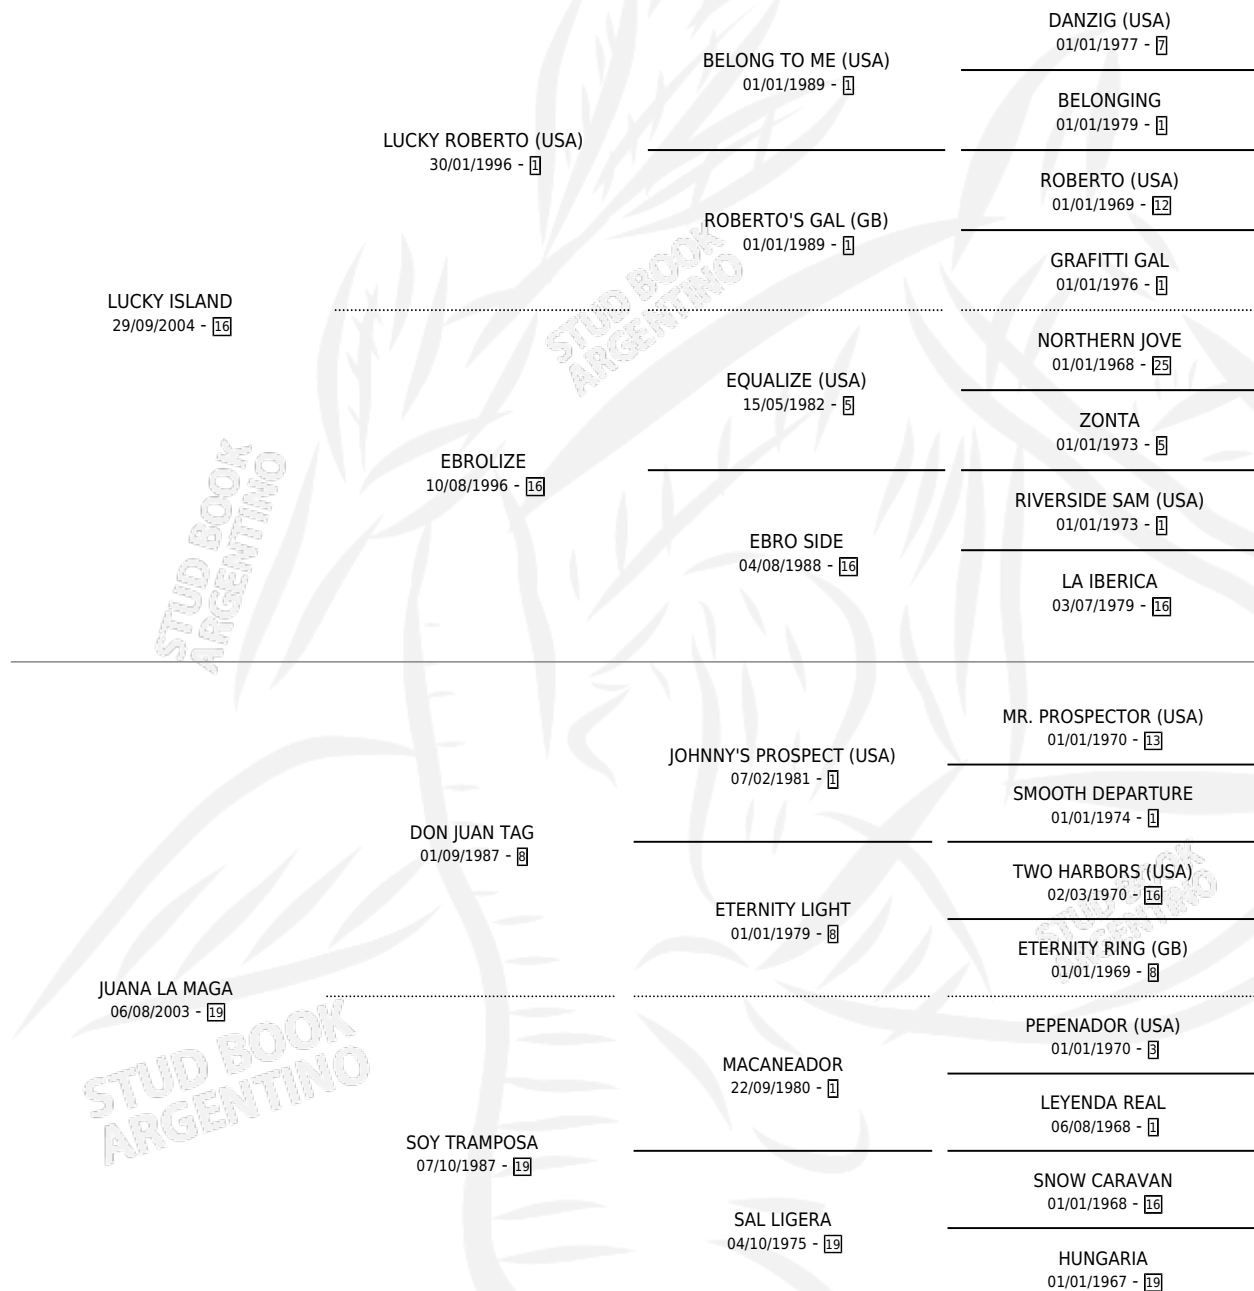 DANZIG (USA)
01/01/1977 - 7
BELONG TO ME (USA)
01/01/1989 - 1
BELONGING
01/01/1979 - 1
LUCKY ROBERTO (USA)
30/01/1996 - 1
ROBERTO (USA)
01/01/1969 - 12
ROBERTO'S GAL (GB)
01/01/1989 - 1
GRAFITTI GAL
01/01/1976 - 1
LUCKY ISLAND
29/09/2004 - 16
NORTHERN JOVE
01/01/1968 - 25
EQUALIZE (USA)
15/05/1982 - 5
ZONTA
01/01/1973 - 5
EBROLIZE
10/08/1996 - 16
RIVERSIDE SAM (USA)
01/01/1973 - 1
EBRO SIDE
04/08/1988 - 16
LA IBERICA
03/07/1979 - 16
MR. PROSPECTOR (USA)
01/01/1970 - 13
JOHNNY'S PROSPECT (USA)
07/02/1981 - 1
SMOOTH DEPARTURE
01/01/1974 - 1
DON JUAN TAG
01/09/1987 - 8
TWO HARBORS (USA)
02/03/1970 - 16
ETERNITY LIGHT
01/01/1979 - 8
ETERNITY RING (GB)
01/01/1969 - 8
JUANA LA MAGA
06/08/2003 - 19
PEPENADOR (USA)
01/01/1970 - 3
MACANEADOR
22/09/1980 - 1
LEYENDA REAL
06/08/1968 - 1
SOY TRAMPOSA
07/10/1987 - 19
SNOW CARAVAN
01/01/1968 - 16
SAL LIGERA
04/10/1975 - 19
HUNGARIA
01/01/1967 - 19
STUD BOOK
ARGENTINO
STUD BOOK
ARGENTINO
STUD BOOK
ARGENTINO
STUD BOOK
ARGENTINO